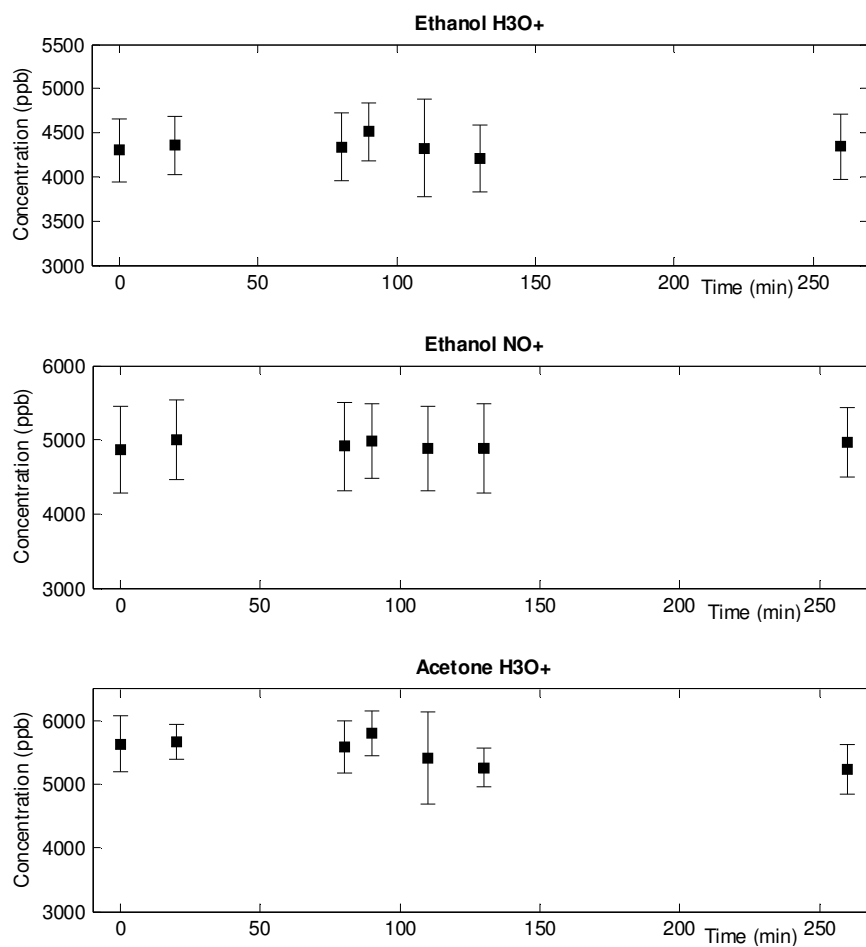 Ethanol H3O+
Concentration (ppb)
5500
5000
4500
4000
3500
3000
0 50 100 150 200 250
Time (min)
Ethanol NO+
Concentration (ppb)
6000
5000
4000
3000
0 50 100 150 200 250
Time (min)
Acetone H3O+
Concentration (ppb)
6000
5000
4000
3000
0 50 100 150 200 250
Time (min)